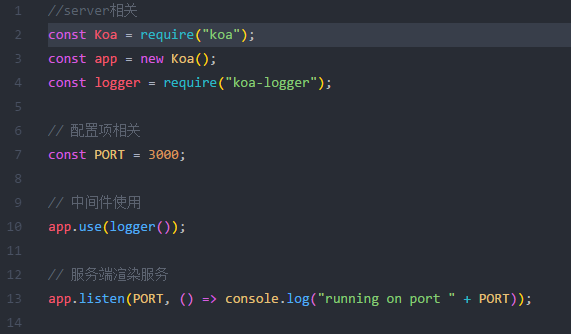 1 //server相关
2 const Koa = require("koa");
3 const app = new Koa();
4 const logger = require("koa-logger");
5
6 // 配置项相关
7 const PORT = 3000;
8
9 // 中间件使用
10 app.use(logger());
11
12 // 服务端渲染服务
13 app.listen(PORT, () => console.log("running on port " + PORT));
14